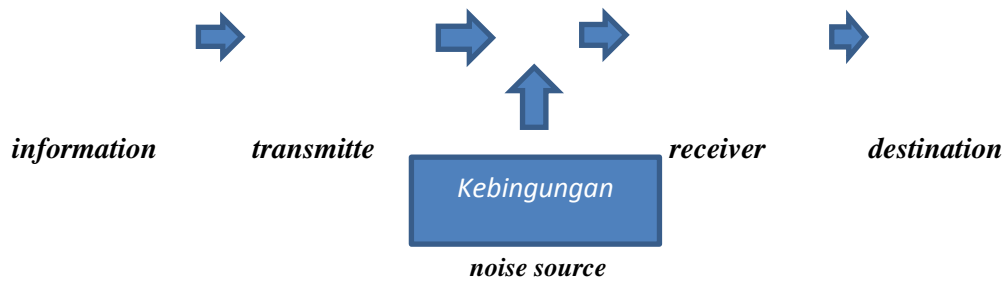 information transmitte receiver destination
Kebingungan
noise source